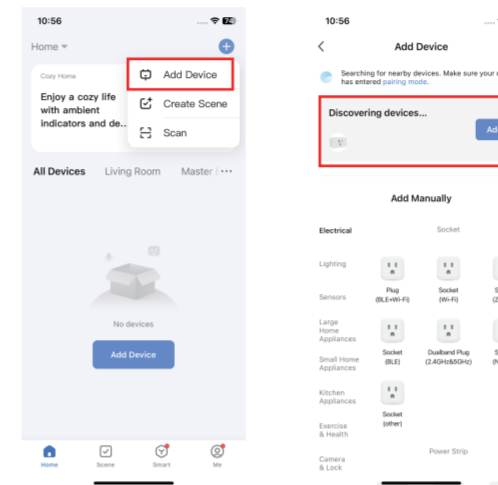 10:56
74
Home
Add Device
Create Scene
Scan
Cozy Home
Enjoy a cozy life
with ambient
indicators and de...
All Devices Living Room Master
No devices
Add Device
Home Scene Smart Me
10:56
Add Device
Searching for nearby devices. Make sure your
has entered pairing mode.
Discovering devices...
Add Manually
Electrical
Socket
Lighting
Sensors
Large
Home
Appliances
Small Home
Appliances
Kitchen
Appliances
Exercise
& Health
Camera
& Lock
Plug
(BLE+Wi-Fi)
Socket
(Wi-Fi)
Socket
(BLE)
Dualband Plug
(2.4GHz&5GHz)
Socket
(other)
Power Strip